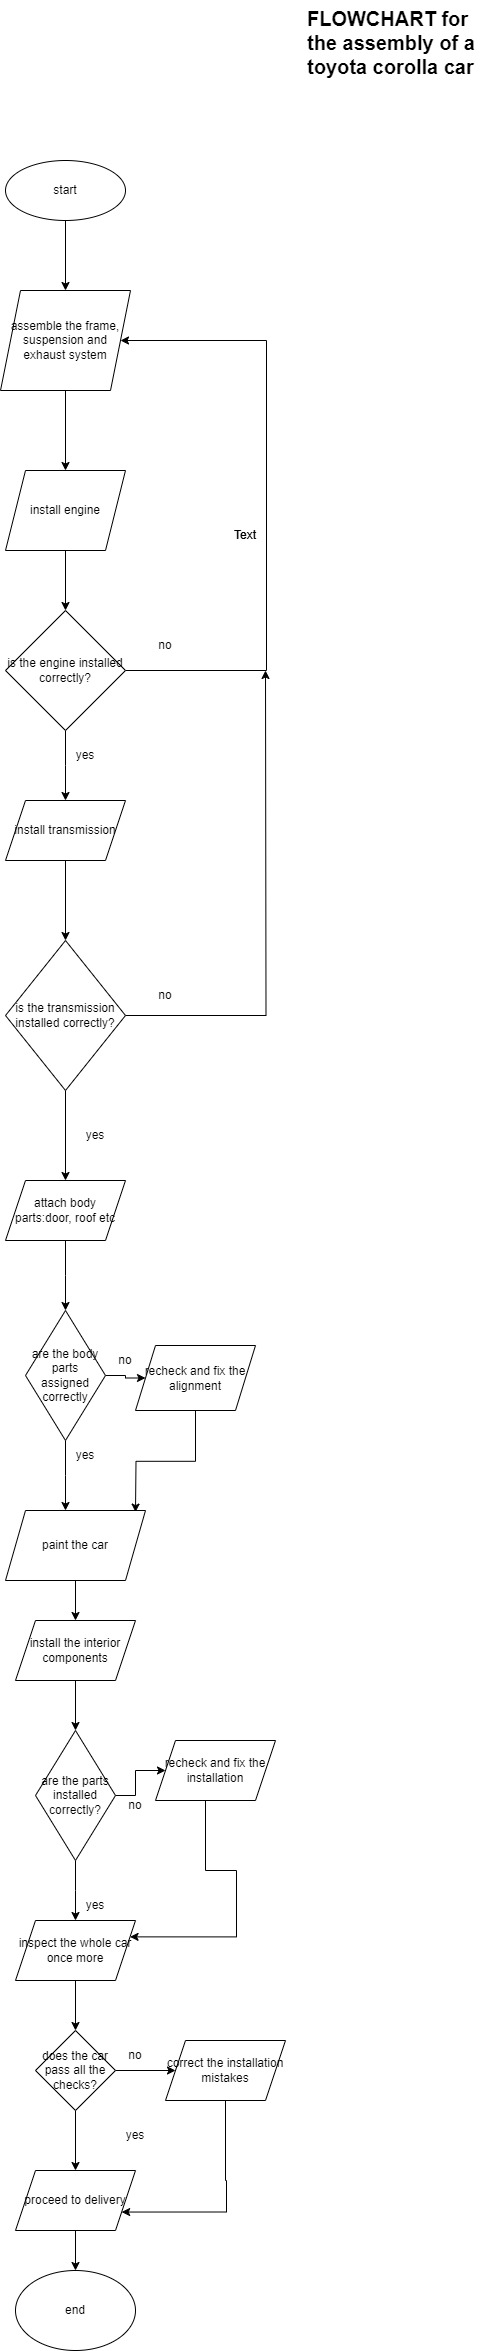 FLOWCHART for
the assembly of a
toyota corolla car
start
assemble the frame,
suspension and
exhaust system
install engine
Text
no
is the engine installed
correctly?
yes
install transmission
no
is the transmission
installed correctly?
yes
attach body
parts:door, roof etc
are the body
parts
assigned
correctly
no
recheck and fix the
alignment
yes
paint the car
install the interior
components
recheck and fix the
installation
are the parts
installed
correctly?
no
yes
inspect the whole car
once more
does the car
pass all the
checks?
no
correct the installation
mistakes
yes
proceed to delivery
end